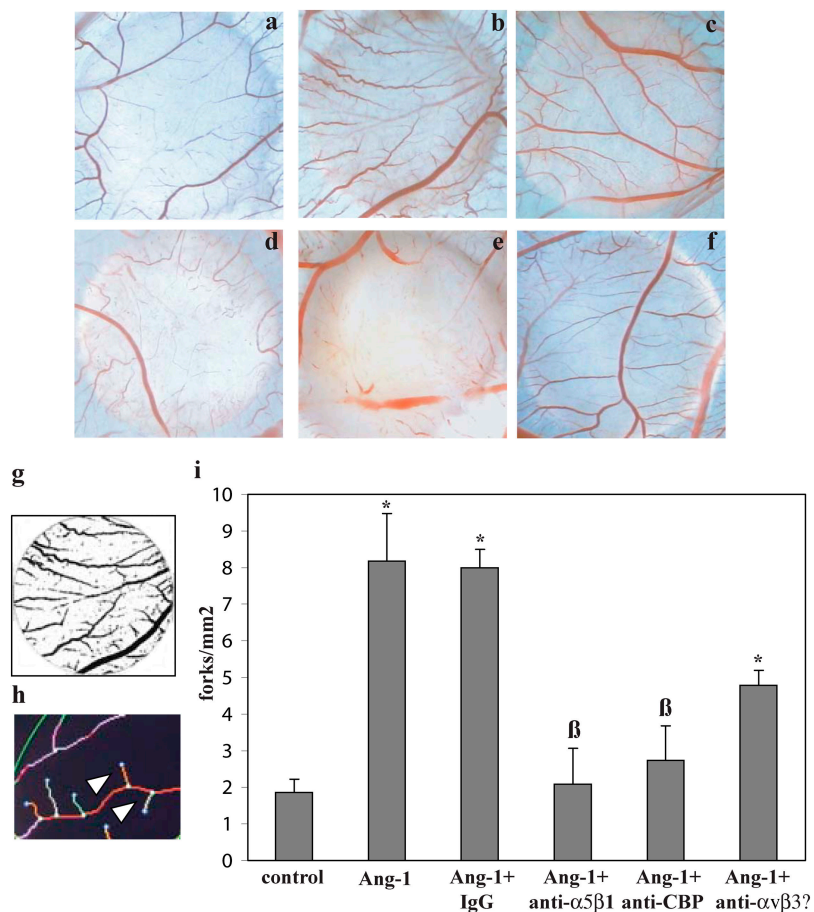 a
b
c
d
e
f
g
h
i
10
9
8
7
6
5
4
3
2
1
0
forks/mm2
*
*
ß
ß
*
control
Ang-1
Ang-1+
IgG
Ang-1+
anti-α5β1
Ang-1+
anti-CBP
Ang-1+
anti-αvβ3?